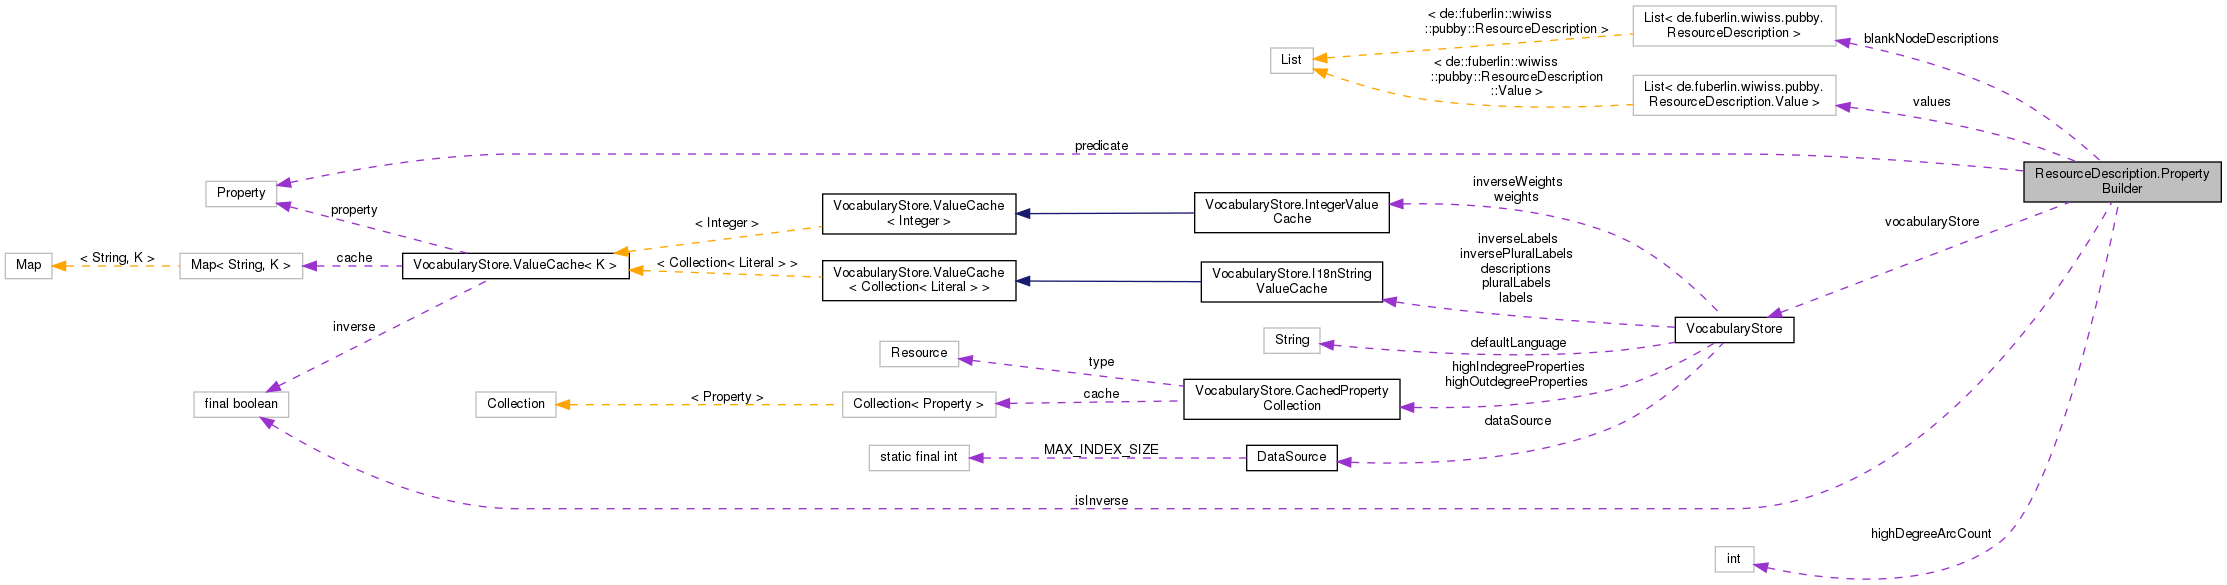 < de::fuberlin::wiwiss
::pubby::ResourceDescription >
List< de.fuberlin.wiwiss.pubby.
ResourceDescription >
blankNodeDescriptions
List
< de::fuberlin::wiwiss
::pubby::ResourceDescription
::Value >
List< de.fuberlin.wiwiss.pubby.
ResourceDescription.Value >
values
predicate
ResourceDescription.Property
Builder
Property
property
< Integer >
VocabularyStore.ValueCache
< Integer >
VocabularyStore.IntegerValue
Cache
inverseWeights
weights
vocabularyStore
Map
< String, K >
Map< String, K >
cache
VocabularyStore.ValueCache< K >
< Collection< Literal > >
VocabularyStore.ValueCache
< Collection< Literal > >
VocabularyStore.I18nString
ValueCache
inverseLabels
inversePluralLabels
descriptions
pluralLabels
labels
inverse
VocabularyStore
String
defaultLanguage
Resource
type
highIndegreeProperties
highOutdegreeProperties
final boolean
Collection
< Property >
Collection< Property >
cache
VocabularyStore.CachedProperty
Collection
dataSource
static final int
MAX_INDEX_SIZE
DataSource
isInverse
highDegreeArcCount
int